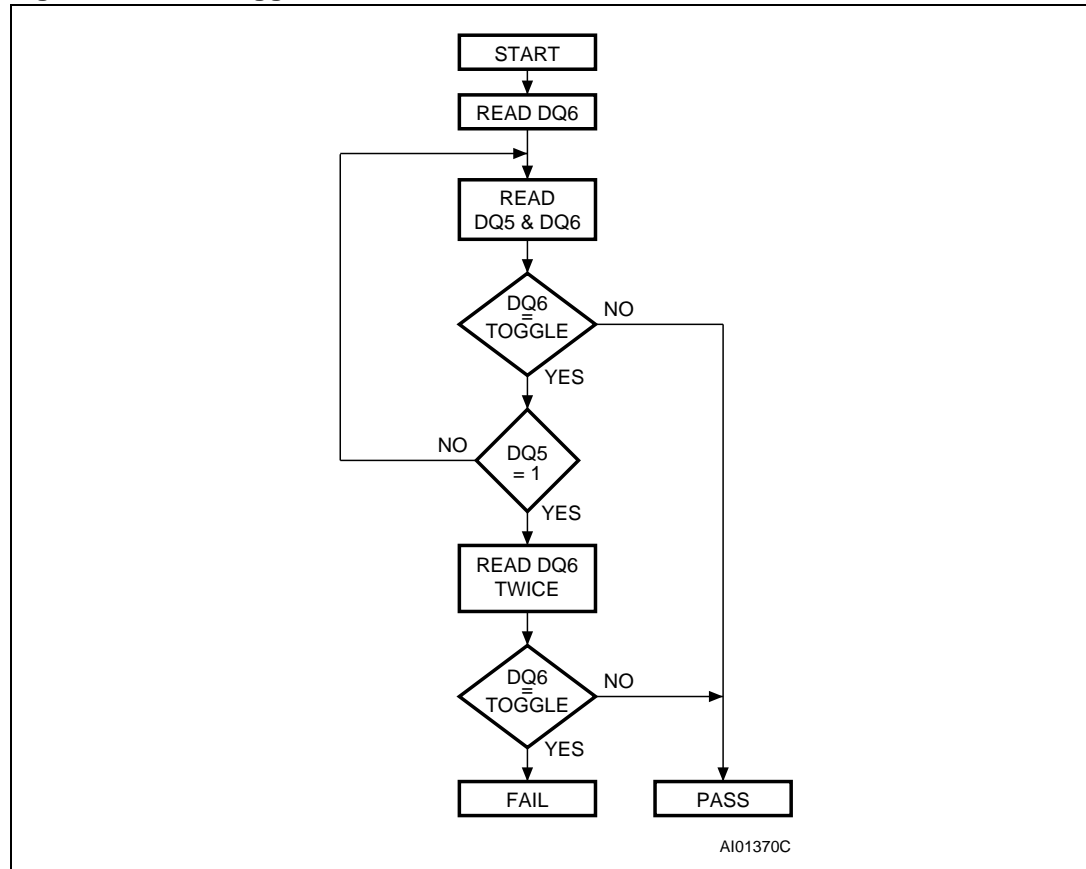 START
READ DQ6
READ
DQ5 & DQ6
DQ6
=
TOGGLE
NO
YES
NO
DQ5
= 1
YES
READ DQ6
TWICE
DQ6
=
TOGGLE
NO
YES
FAIL
PASS
AI01370C